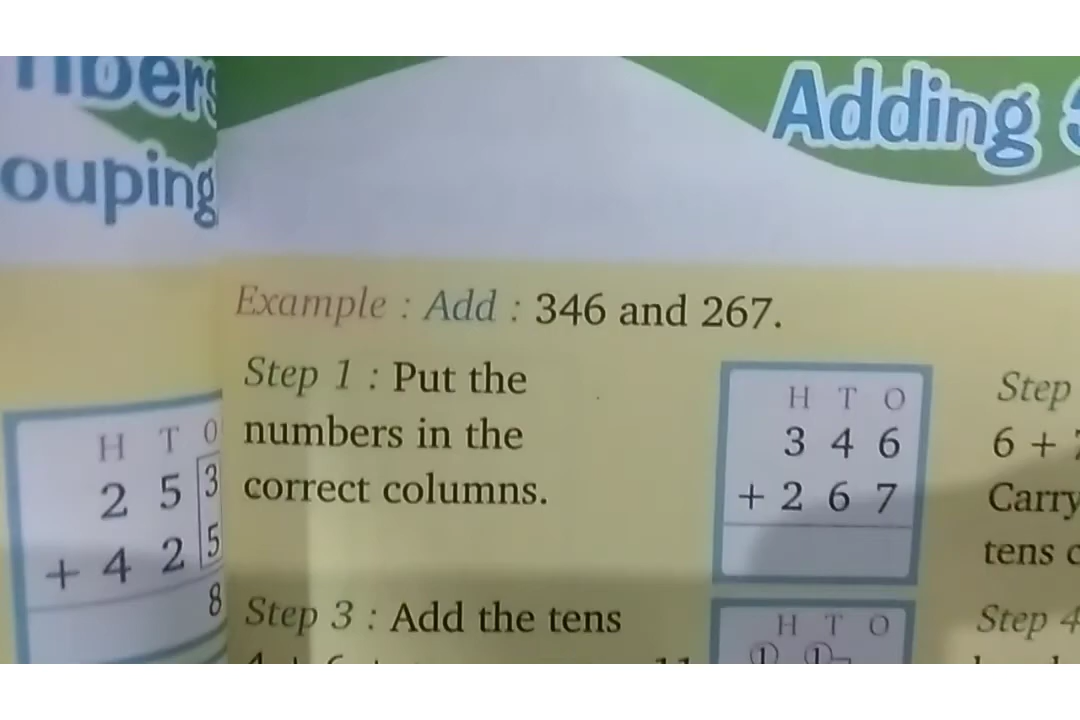 ouping
H T O
2 5 3
+ 4 2 5
8
Adding
Example : Add : 346 and 267.
Step 1 : Put the
numbers in the
correct columns.
H T O
3 4 6
+ 2 6 7
Step
6 +
Carry
tens
Step 3 : Add the tens
H T O
1 1
Step 4